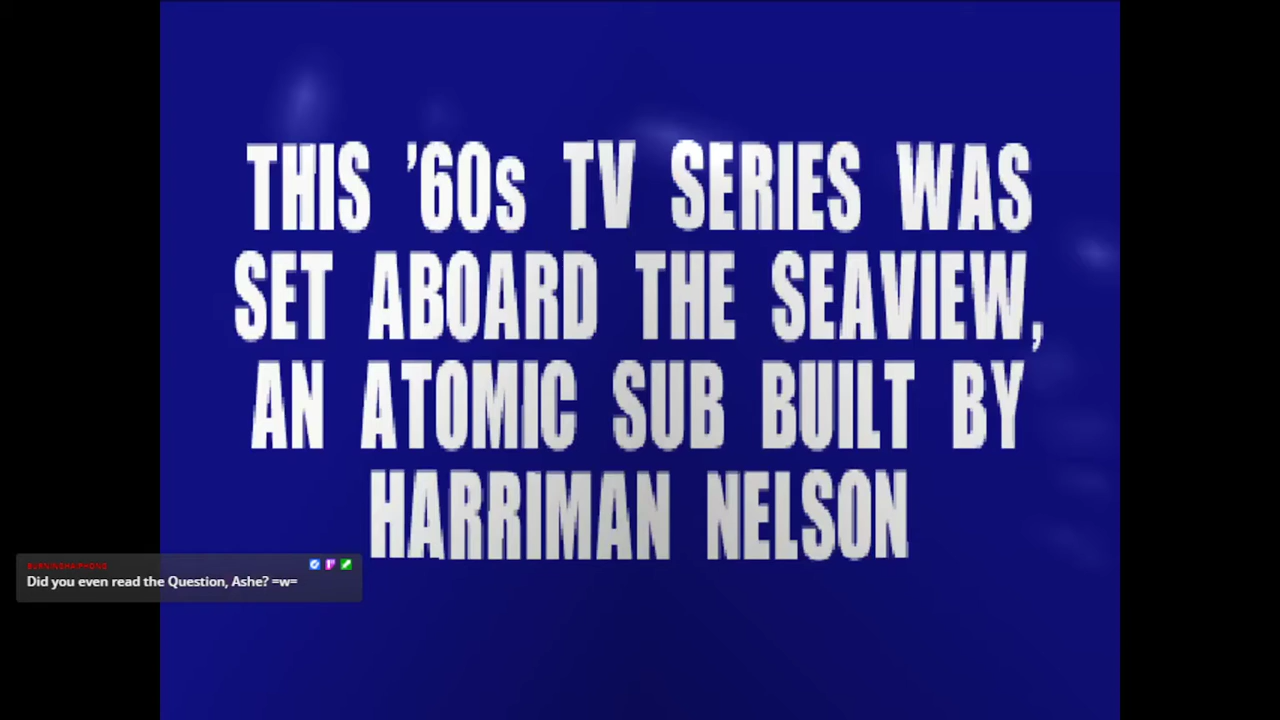 THIS '60s TV SERIES WAS
SET ABOARD THE SEAVIEW,
AN ATOMIC SUB BUILT BY
HARRIMAN NELSON
Did you even read the Question, Ashe? =w=